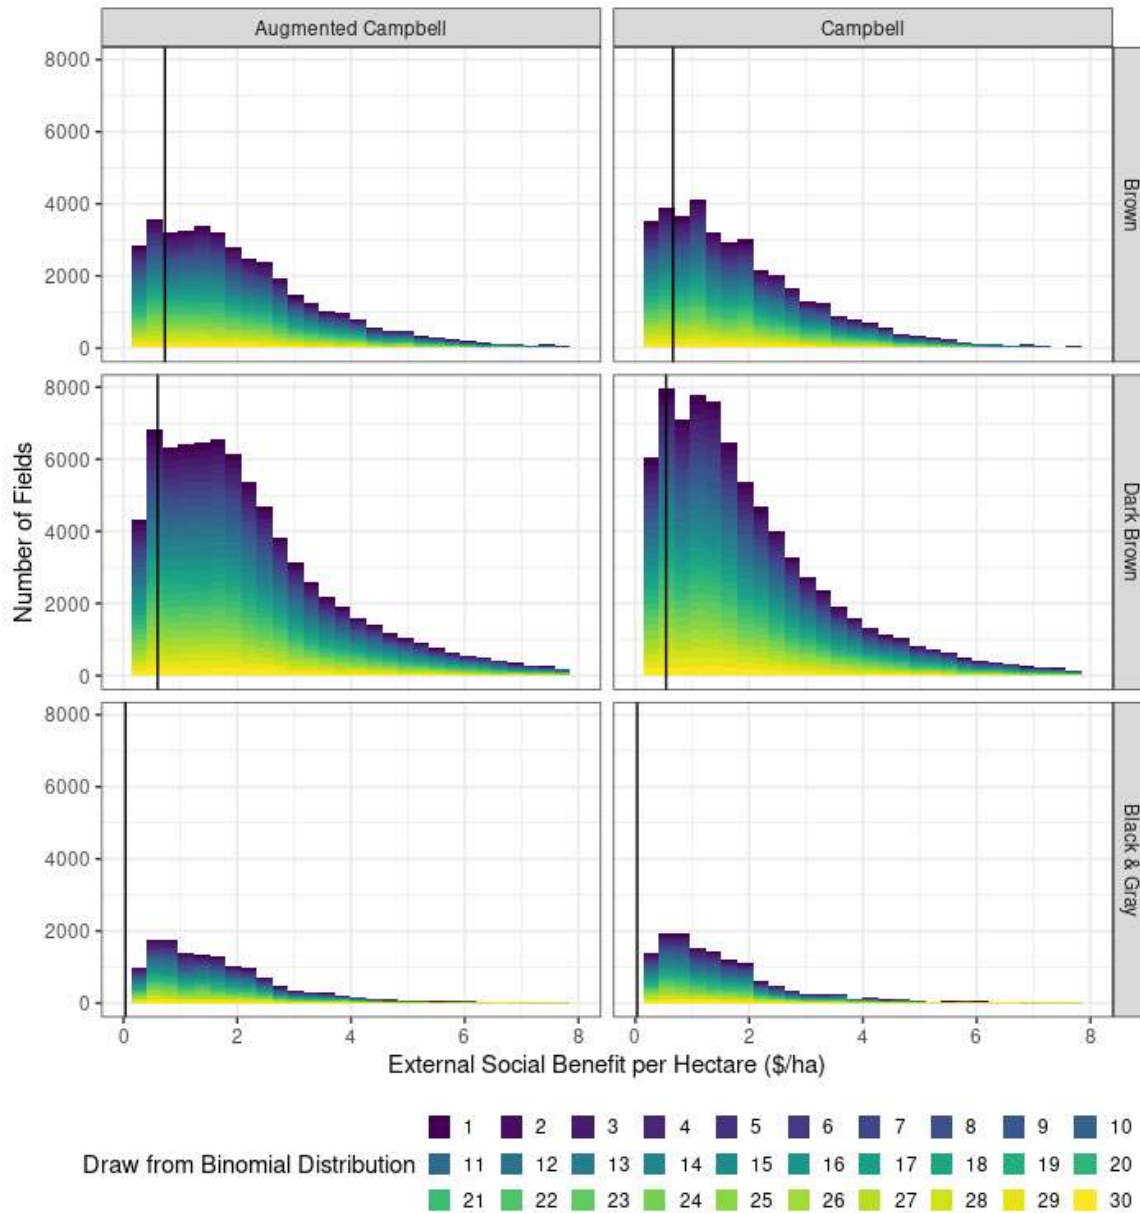 Augmented Campbell
Campbell
8000
6000
4000
2000
0
Brown
8000
6000
4000
2000
0
Dark Brown
8000
6000
4000
2000
0
Black & Gray
Number of Fields
0 2 4 6 8
0 2 4 6 8
External Social Benefit per Hectare ($/ha)
Draw from Binomial Distribution
1 2 3 4 5 6 7 8 9 10
11 12 13 14 15 16 17 18 19 20
21 22 23 24 25 26 27 28 29 30